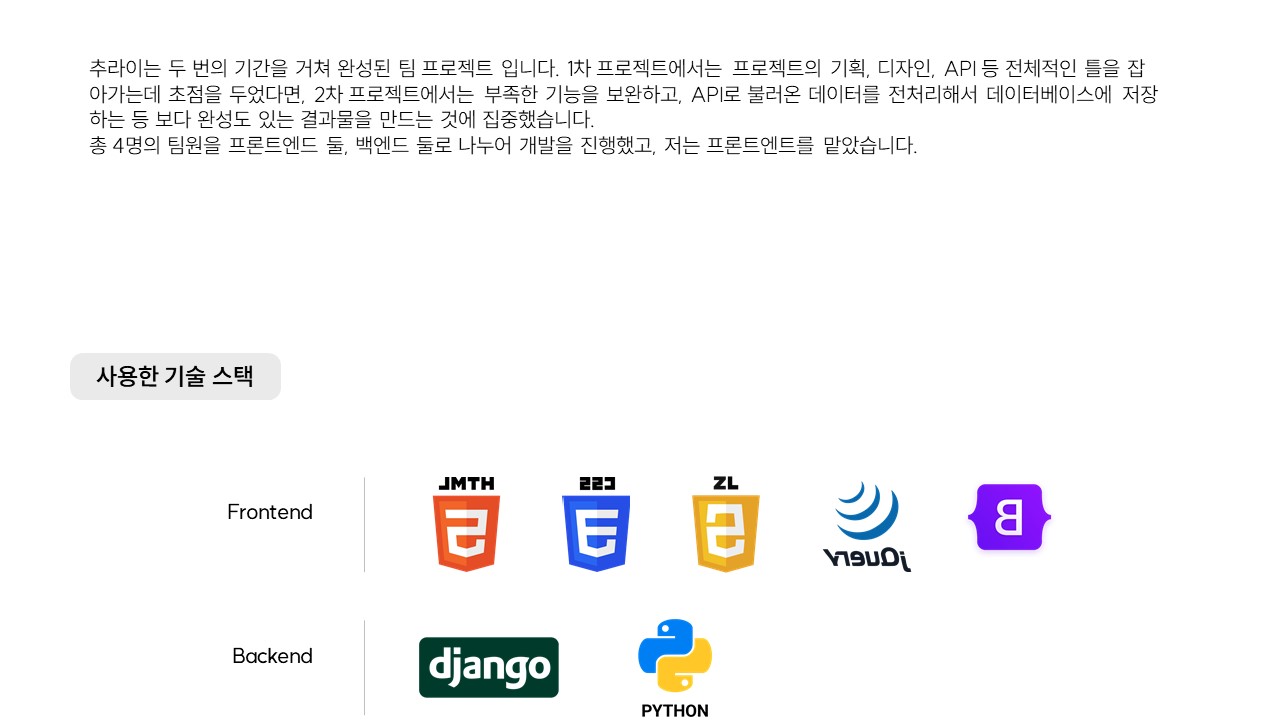 추라이는 두 번의 기간을 거쳐 완성된 팀 프로젝트 입니다. 1차 프로젝트에서는 프로젝트의 기획, 디자인, API 등 전체적인 틀을 잡
아가는데 초점을 두었다면, 2차 프로젝트에서는 부족한 기능을 보완하고, API로 불러온 데이터를 전처리해서 데이터베이스에 저장
하는 등 보다 완성도 있는 결과물을 만드는 것에 집중했습니다.
총 4명의 팀원을 프론트엔드 둘, 백엔드 둘로 나누어 개발을 진행했고, 저는 프론트엔트를 맡았습니다.
사용한 기술 스택
Frontend
HTML
CSS
JS
jQuery
B
Backend
django
PYTHON